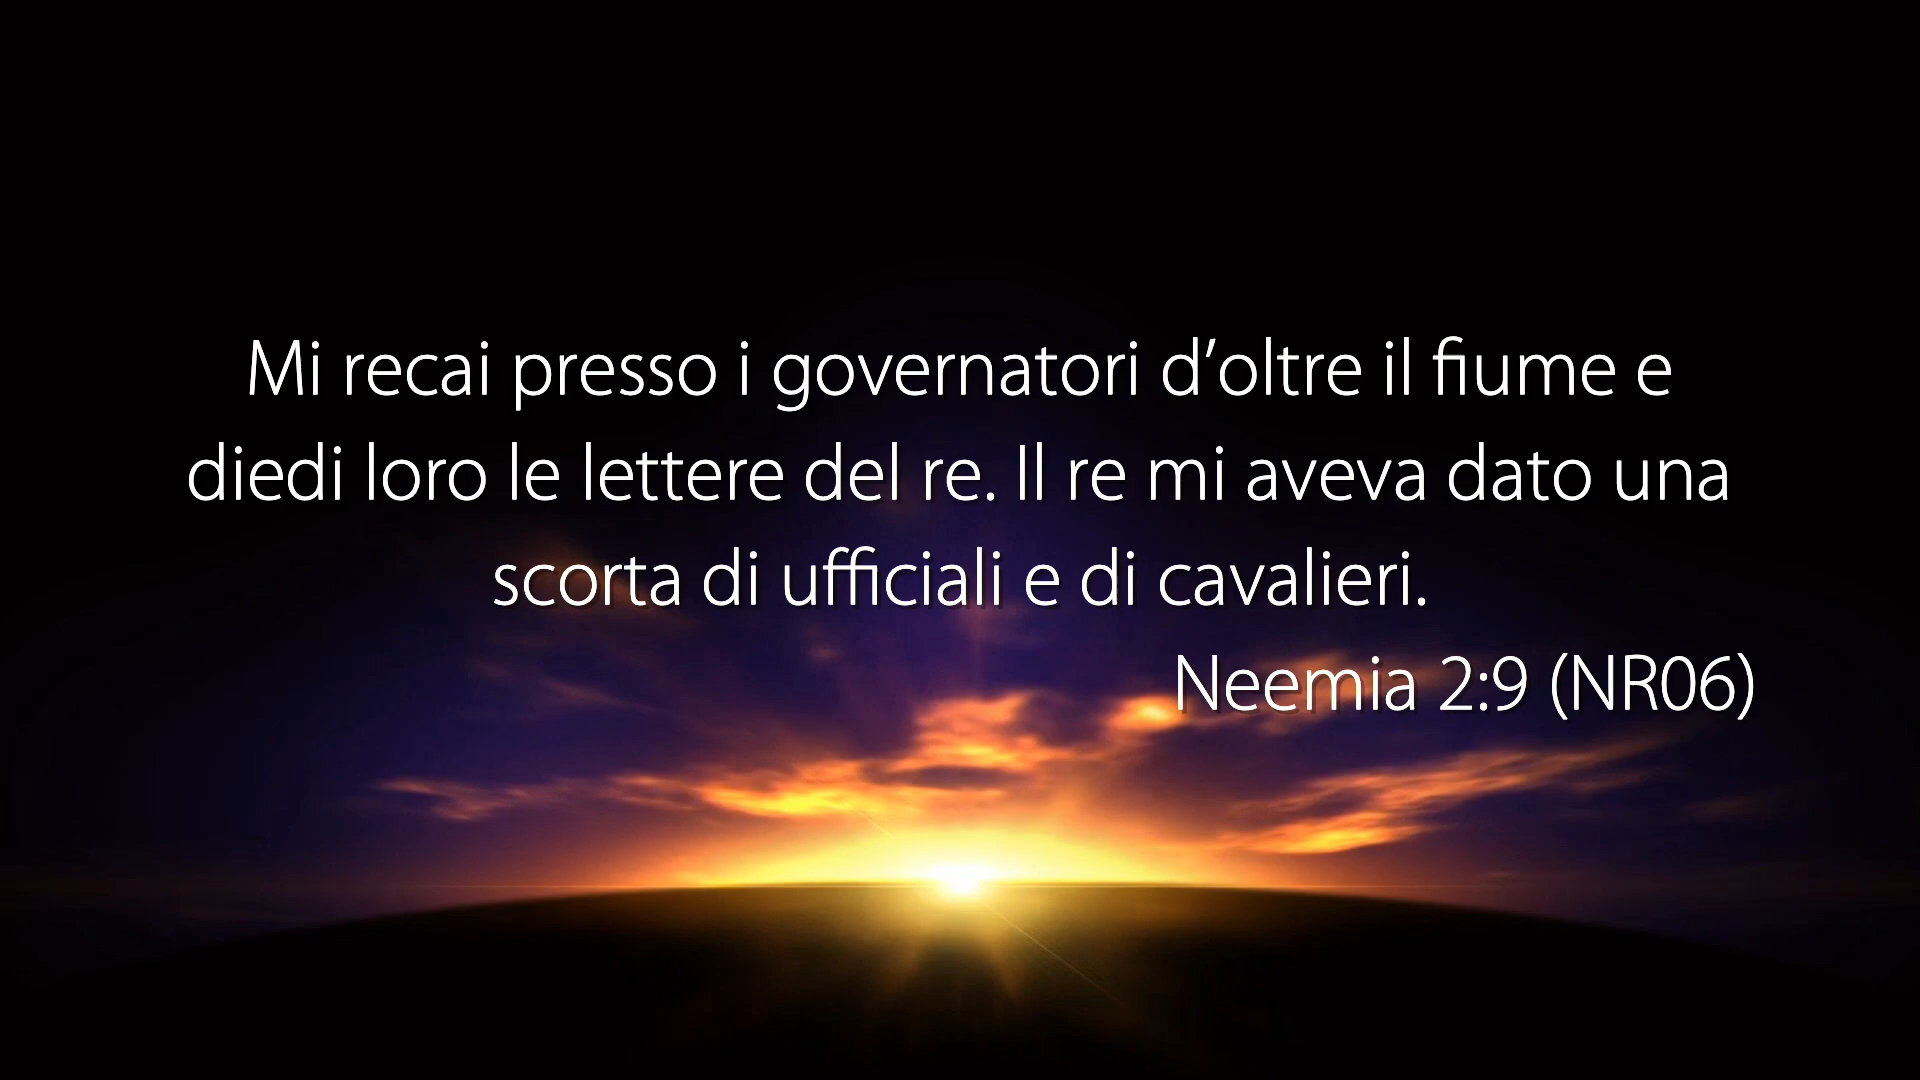 Mi recai presso i governatori d’oltre il fiume e
diedi loro le lettere del re. Il re mi aveva dato una
scorta di ufficiali e di cavalieri.
Neemia 2:9 (NR06)